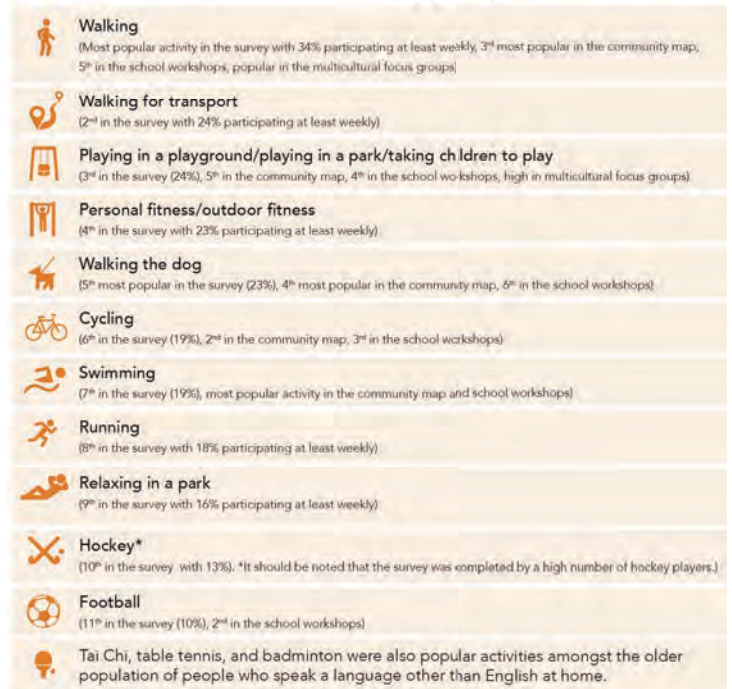 Walking
(Most popular activity in the survey with 34% participating at least weekly, 3rd most popular in the community map,
5th in the school workshops, popular in the multicultural focus groups)
Walking for transport
(2nd in the survey with 24% participating at least weekly)
Playing in a playground/playing in a park/taking children to play
(3rd in the survey (24%), 5th in the community map, 4th in the school workshops, high in multicultural focus groups)
Personal fitness/outdoor fitness
(4th in the survey with 23% participating at least weekly)
Walking the dog
(5th most popular in the survey (23%), 4th most popular in the community map, 6th in the school workshops)
Cycling
(6th in the survey (19%), 2nd in the community map, 3rd in the school workshops)
Swimming
(7th in the survey (19%), most popular activity in the community map and school workshops)
Running
(8th in the survey with 18% participating at least weekly)
Relaxing in a park
(9th in the survey with 16% participating at least weekly)
Hockey*
(10th in the survey with 13%). *It should be noted that the survey was completed by a high number of hockey players.)
Football
(11th in the survey (10%), 2nd in the school workshops)
Tai Chi, table tennis, and badminton were also popular activities amongst the older
population of people who speak a language other than English at home.